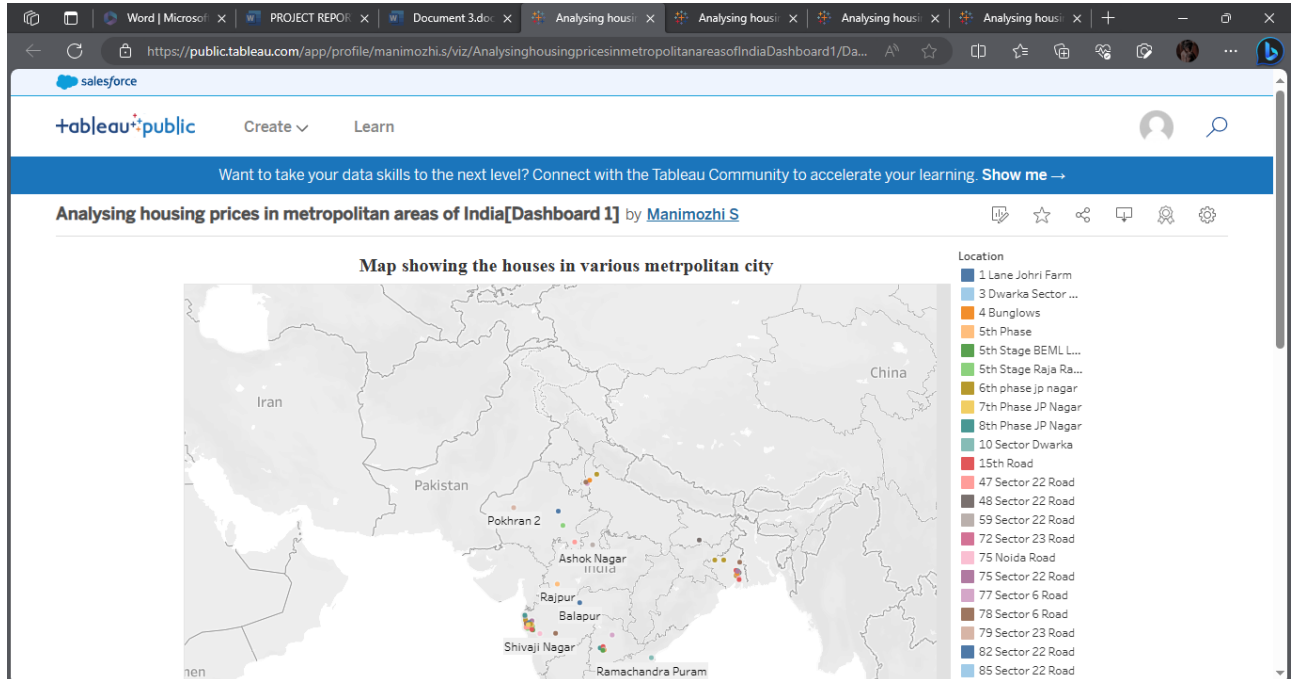 Word | Microsof
PROJECT REPOR
Document 3.doc
Analysing housin
Analysing housin
Analysing housin
Analysing housin
https://public.tableau.com/app/profile/manimozhi.s/viz/AnalysinghousingpricesinmetropolitanareasofIndiaDashboard1/Da...
salesforce
+ableau public
Create
Learn
Want to take your data skills to the next level? Connect with the Tableau Community to accelerate your learning. Show me →
Analysing housing prices in metropolitan areas of India[Dashboard 1] by Manimozhi S
Map showing the houses in various metrpolitan city
China
Iran
Pakistan
Pokhran 2
Ashok Nagar
India
Rajpur
Balapur
Shivaji Nagar
Ramachandra Puram
men
Location
1 Lane Johri Farm
3 Dwarka Sector ...
4 Bunglows
5th Phase
5th Stage BEML L...
5th Stage Raja Ra...
6th phase jp nagar
7th Phase JP Nagar
8th Phase JP Nagar
10 Sector Dwarka
15th Road
47 Sector 22 Road
48 Sector 22 Road
59 Sector 22 Road
72 Sector 23 Road
75 Noida Road
75 Sector 22 Road
77 Sector 6 Road
78 Sector 6 Road
79 Sector 23 Road
82 Sector 22 Road
85 Sector 22 Road